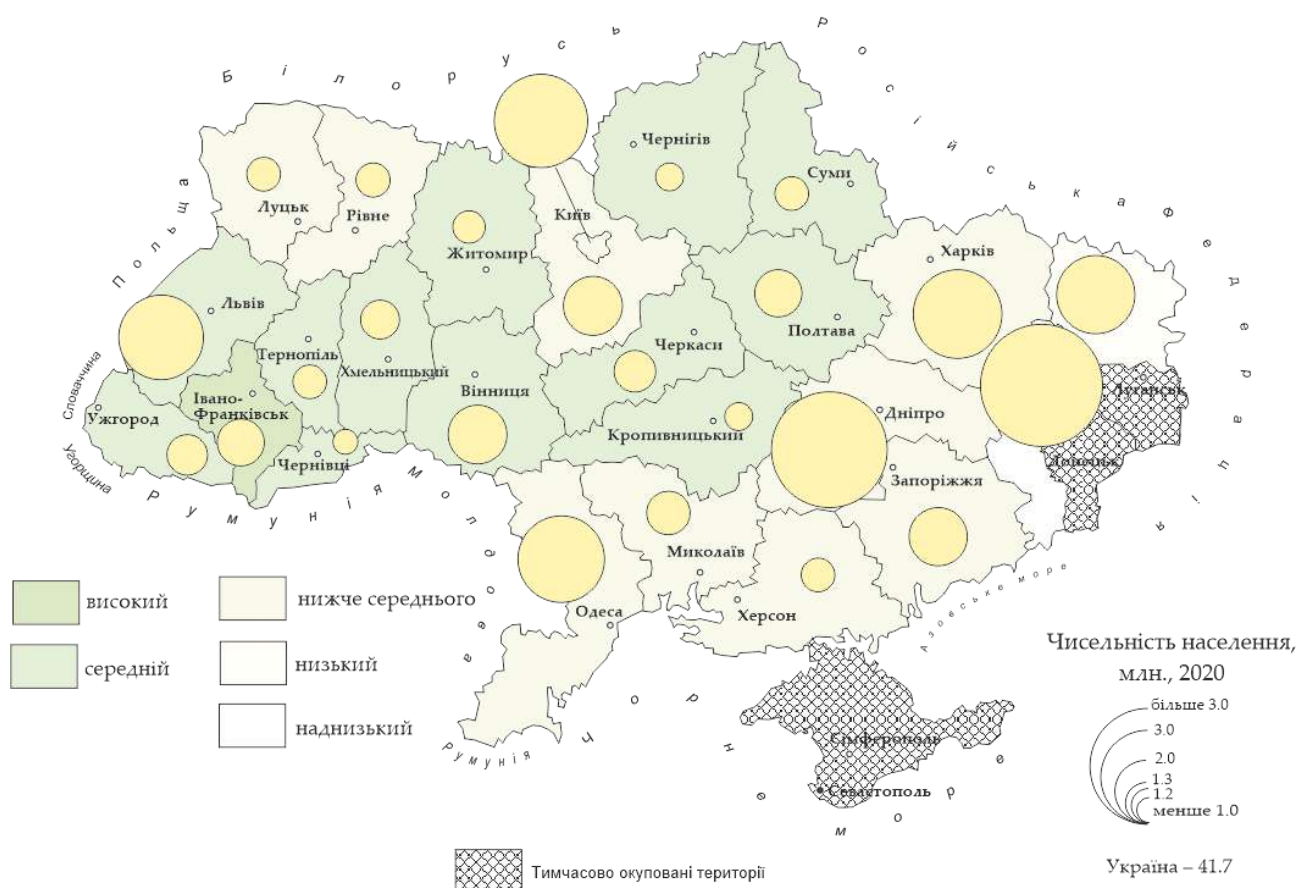 Білорусь
Російська Федерація
Польща
Словаччина
Угорщина
Румунія
Молдова
Румунія
Чорне море
Азовське море
Чернігів
Суми
Луцьк
Рівне
Київ
Житомир
Харків
Львів
Тернопіль
Хмельницький
Вінниця
Черкаси
Полтава
Луганськ
Ужгород
Івано-
Франківськ
Чернівці
Кропивницький
Дніпро
Донецьк
Запоріжжя
Миколаїв
Одеса
Херсон
Сімферополь
Севастополь
високий
середній
нижче середнього
низький
наднизький
Чисельність населення,
млн., 2020
більше 3.0
3.0
2.0
1.3
1.2
менше 1.0
Тимчасово окуповані території
Україна – 41.7